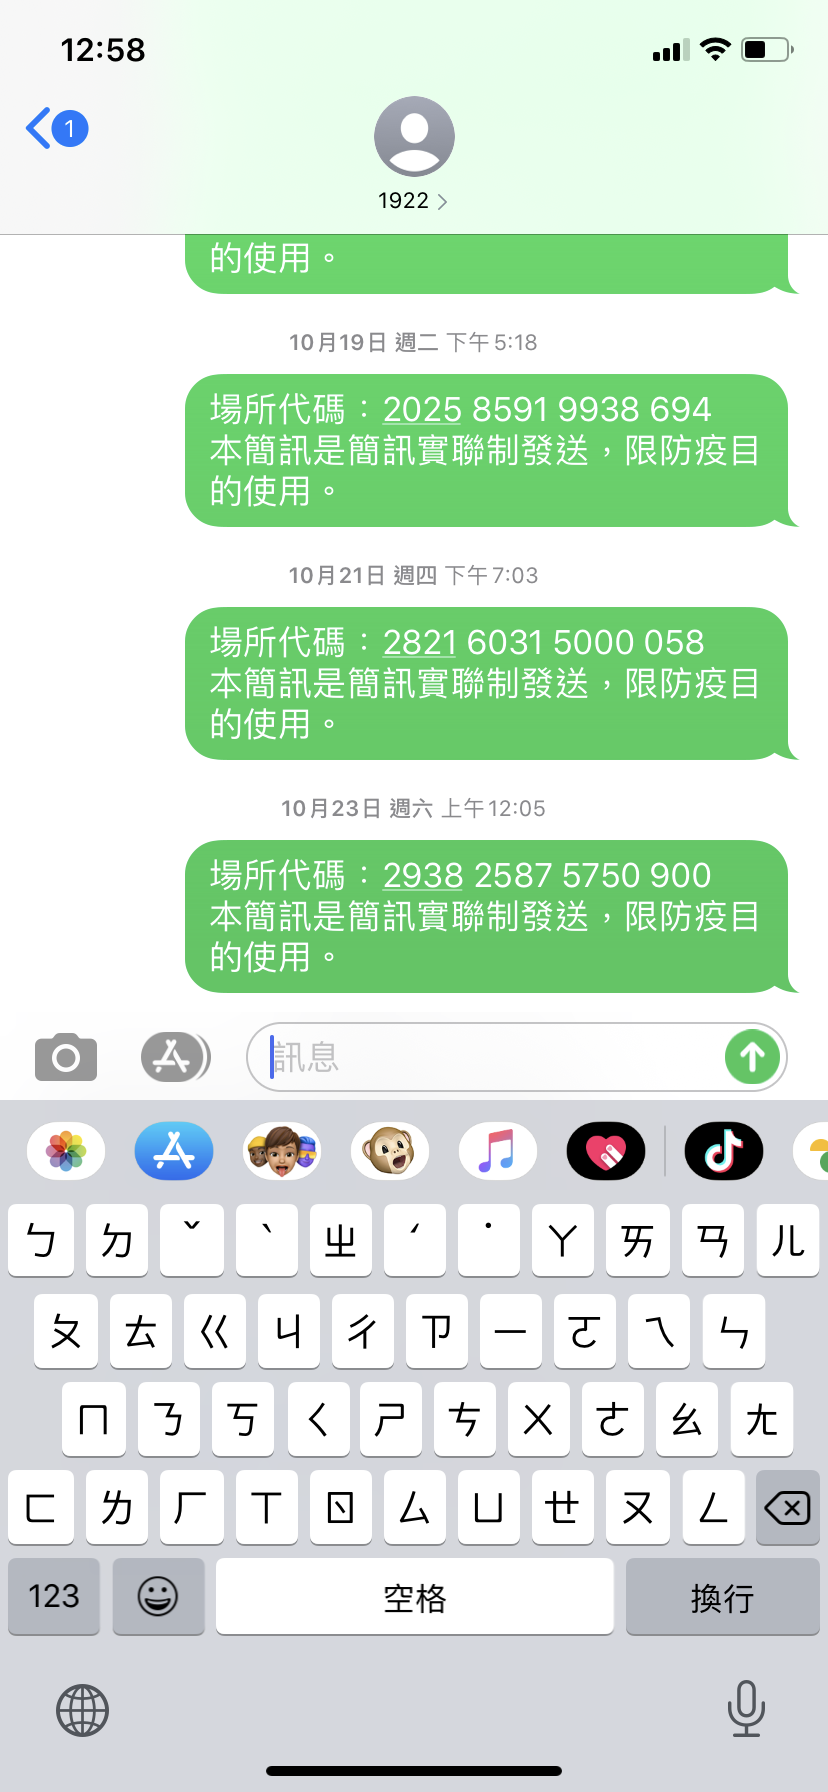 12:58
1
1922
的使用。
10月19日 週二 下午5:18
場所代碼：2025 8591 9938 694
本簡訊是簡訊實聯制發送，限防疫目
的使用。
10月21日 週四 下午7:03
場所代碼：2821 6031 5000 058
本簡訊是簡訊實聯制發送，限防疫目
的使用。
10月23日 週六 上午12:05
場所代碼：2938 2587 5750 900
本簡訊是簡訊實聯制發送，限防疫目
的使用。
訊息
ㄅ ㄉ ˇ ˋ ㄓ ˊ ˙ ㄚ ㄞ ㄢ ㄦ
ㄆ ㄊ ㄍ ㄐ ㄔ ㄗ ㄧ ㄛ ㄟ ㄣ
ㄇ ㄋ ㄎ ㄑ ㄕ ㄘ ㄨ ㄜ ㄠ ㄤ
ㄈ ㄌ ㄏ ㄒ ㄖ ㄙ ㄩ ㄝ ㄡ ㄥ
123 空格 換行